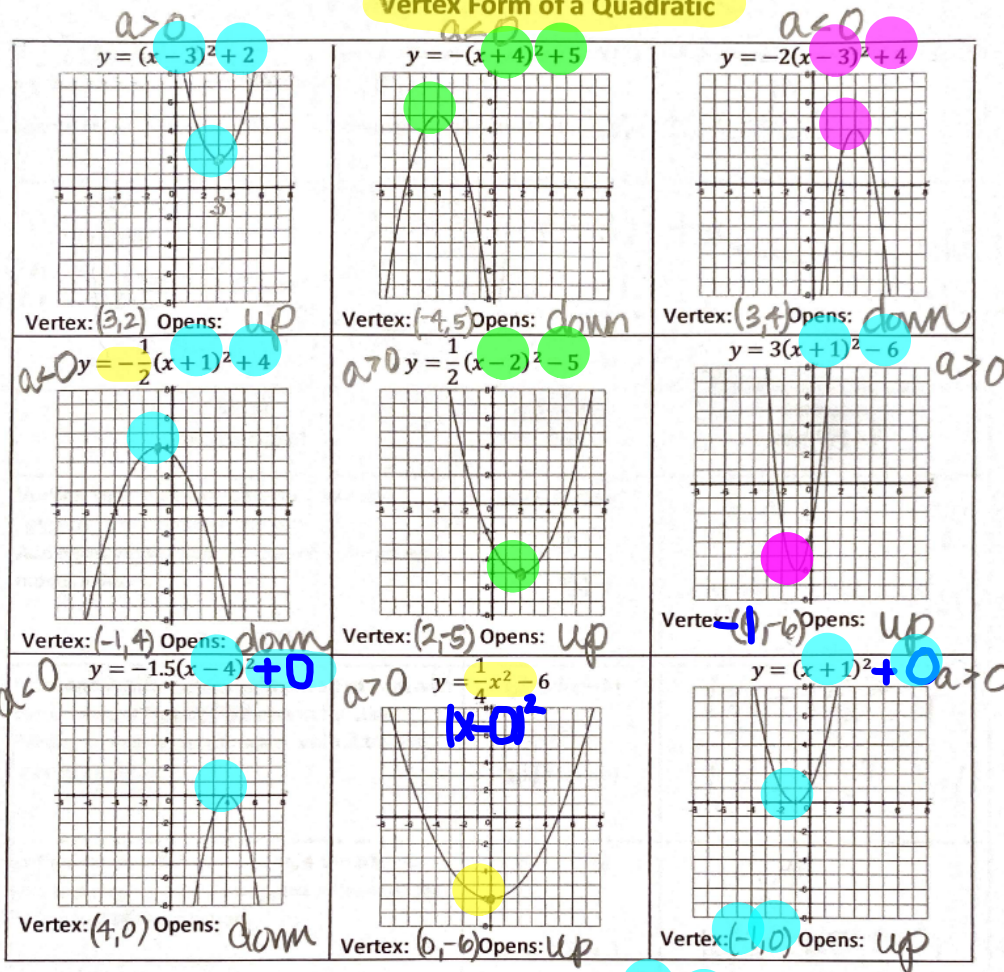 Vertex Form of a Quadratic
a>0 a<0 a<0
y = (x − 3)² + 2
3
Vertex: (3,2) Opens: up
y = −(x + 4)² + 5
Vertex: (-4,5) Opens: down
y = −2(x − 3)² + 4
Vertex: (3,4) Opens: down
a<0 y = −1/2(x + 1)² + 4
Vertex: (-1,4) Opens: down
a>0 y = 1/2(x − 2)² − 5
Vertex: (2,-5) Opens: up
y = 3(x + 1)² − 6 a>0
Vertex: (-1,-6) Opens: up
a<0 y = −1.5(x − 4)² +0
Vertex: (4,0) Opens: down
a>0 y = 1/4x² − 6
(x-0)²
Vertex: (0,-6) Opens: up
y = (x + 1)² + 0 a>0
Vertex: (-1,0) Opens: up